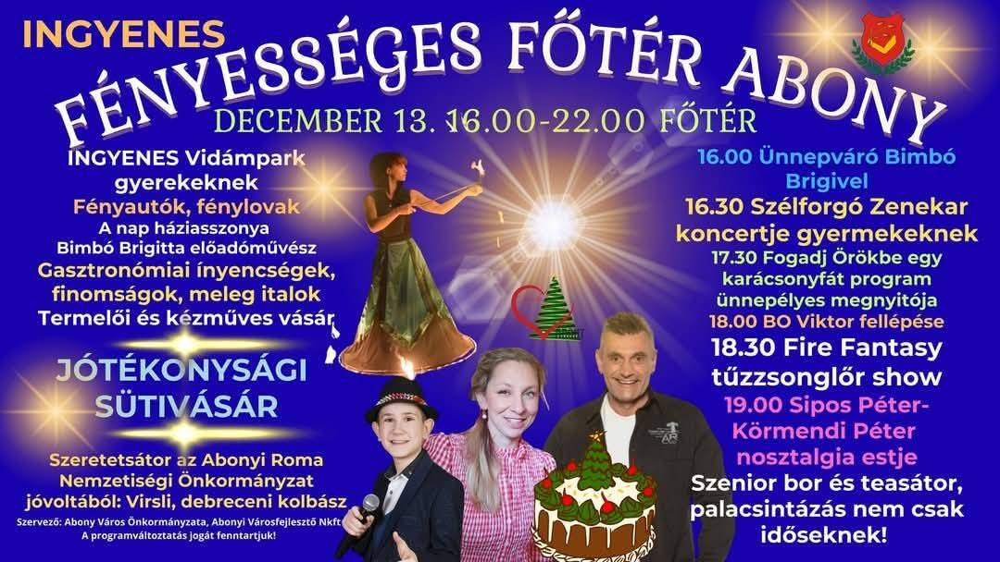 INGYENES
FÉNYESSÉGES FŐTÉR ABONY
DECEMBER 13. 16.00-22.00 FŐTÉR
INGYENES Vidámpark
gyerekeknek
Fényautók, fénylovak
A nap háziasszonya
Bimbó Brigitta előadóművész
Gasztronómiai ínyencségek,
finomságok, meleg italok
Termelői és kézműves vásár
JÓTÉKONYSÁGI
SÜTIVÁSÁR
Szeretetsátor az Abonyi Roma
Nemzetiségi Önkormányzat
jóvoltából: Virsli, debreceni kolbász
Szervező: Abony Város Önkormányzata, Abonyi Városfejlesztő Nkft
A programváltoztatás jogát fenntartjuk!
16.00 Ünnepváró Bimbó
Brigivel
16.30 Szélforgó Zenekar
koncertje gyermekeknek
17.30 Fogadj Örökbe egy
karácsonyfát program
ünnepélyes megnyitója
18.00 BO Viktor fellépése
18.30 Fire Fantasy
tűzzsonglőr show
19.00 Sipos Péter-
Körmendi Péter
nosztalgia estje
Szenior bor és teasátor,
palacsintázás nem csak
időseknek!